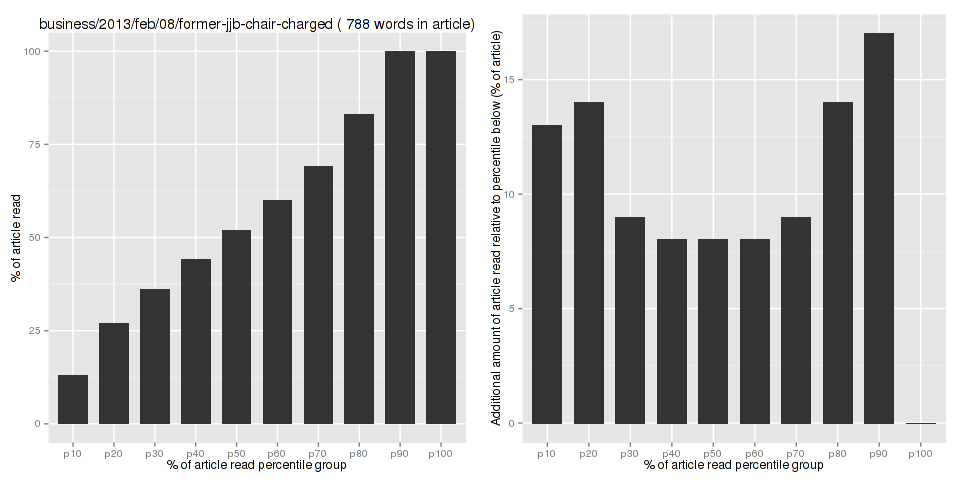 business/2013/feb/08/former-jjb-chair-charged ( 788 words in article)
% of article read
100
75
50
25
0
p10 p20 p30 p40 p50 p60 p70 p80 p90 p100
% of article read percentile group
Additional amount of article read relative to percentile below (% of article)
15
10
5
0
p10 p20 p30 p40 p50 p60 p70 p80 p90 p100
% of article read percentile group